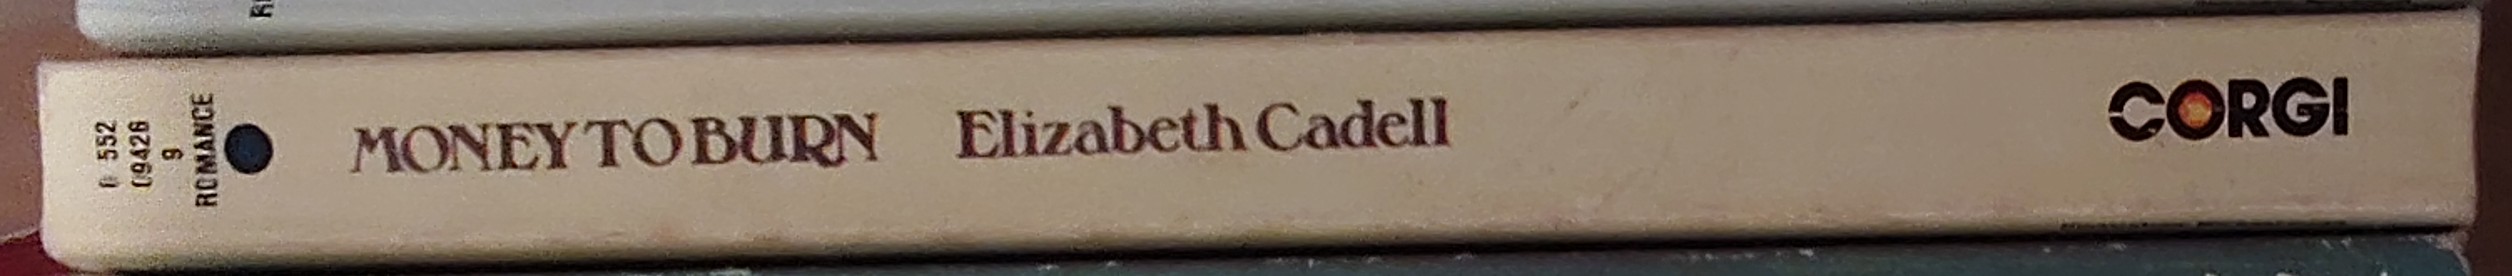 0 552
09426
9
ROMANCE
MONEY TO BURN Elizabeth Cadell
CORGI